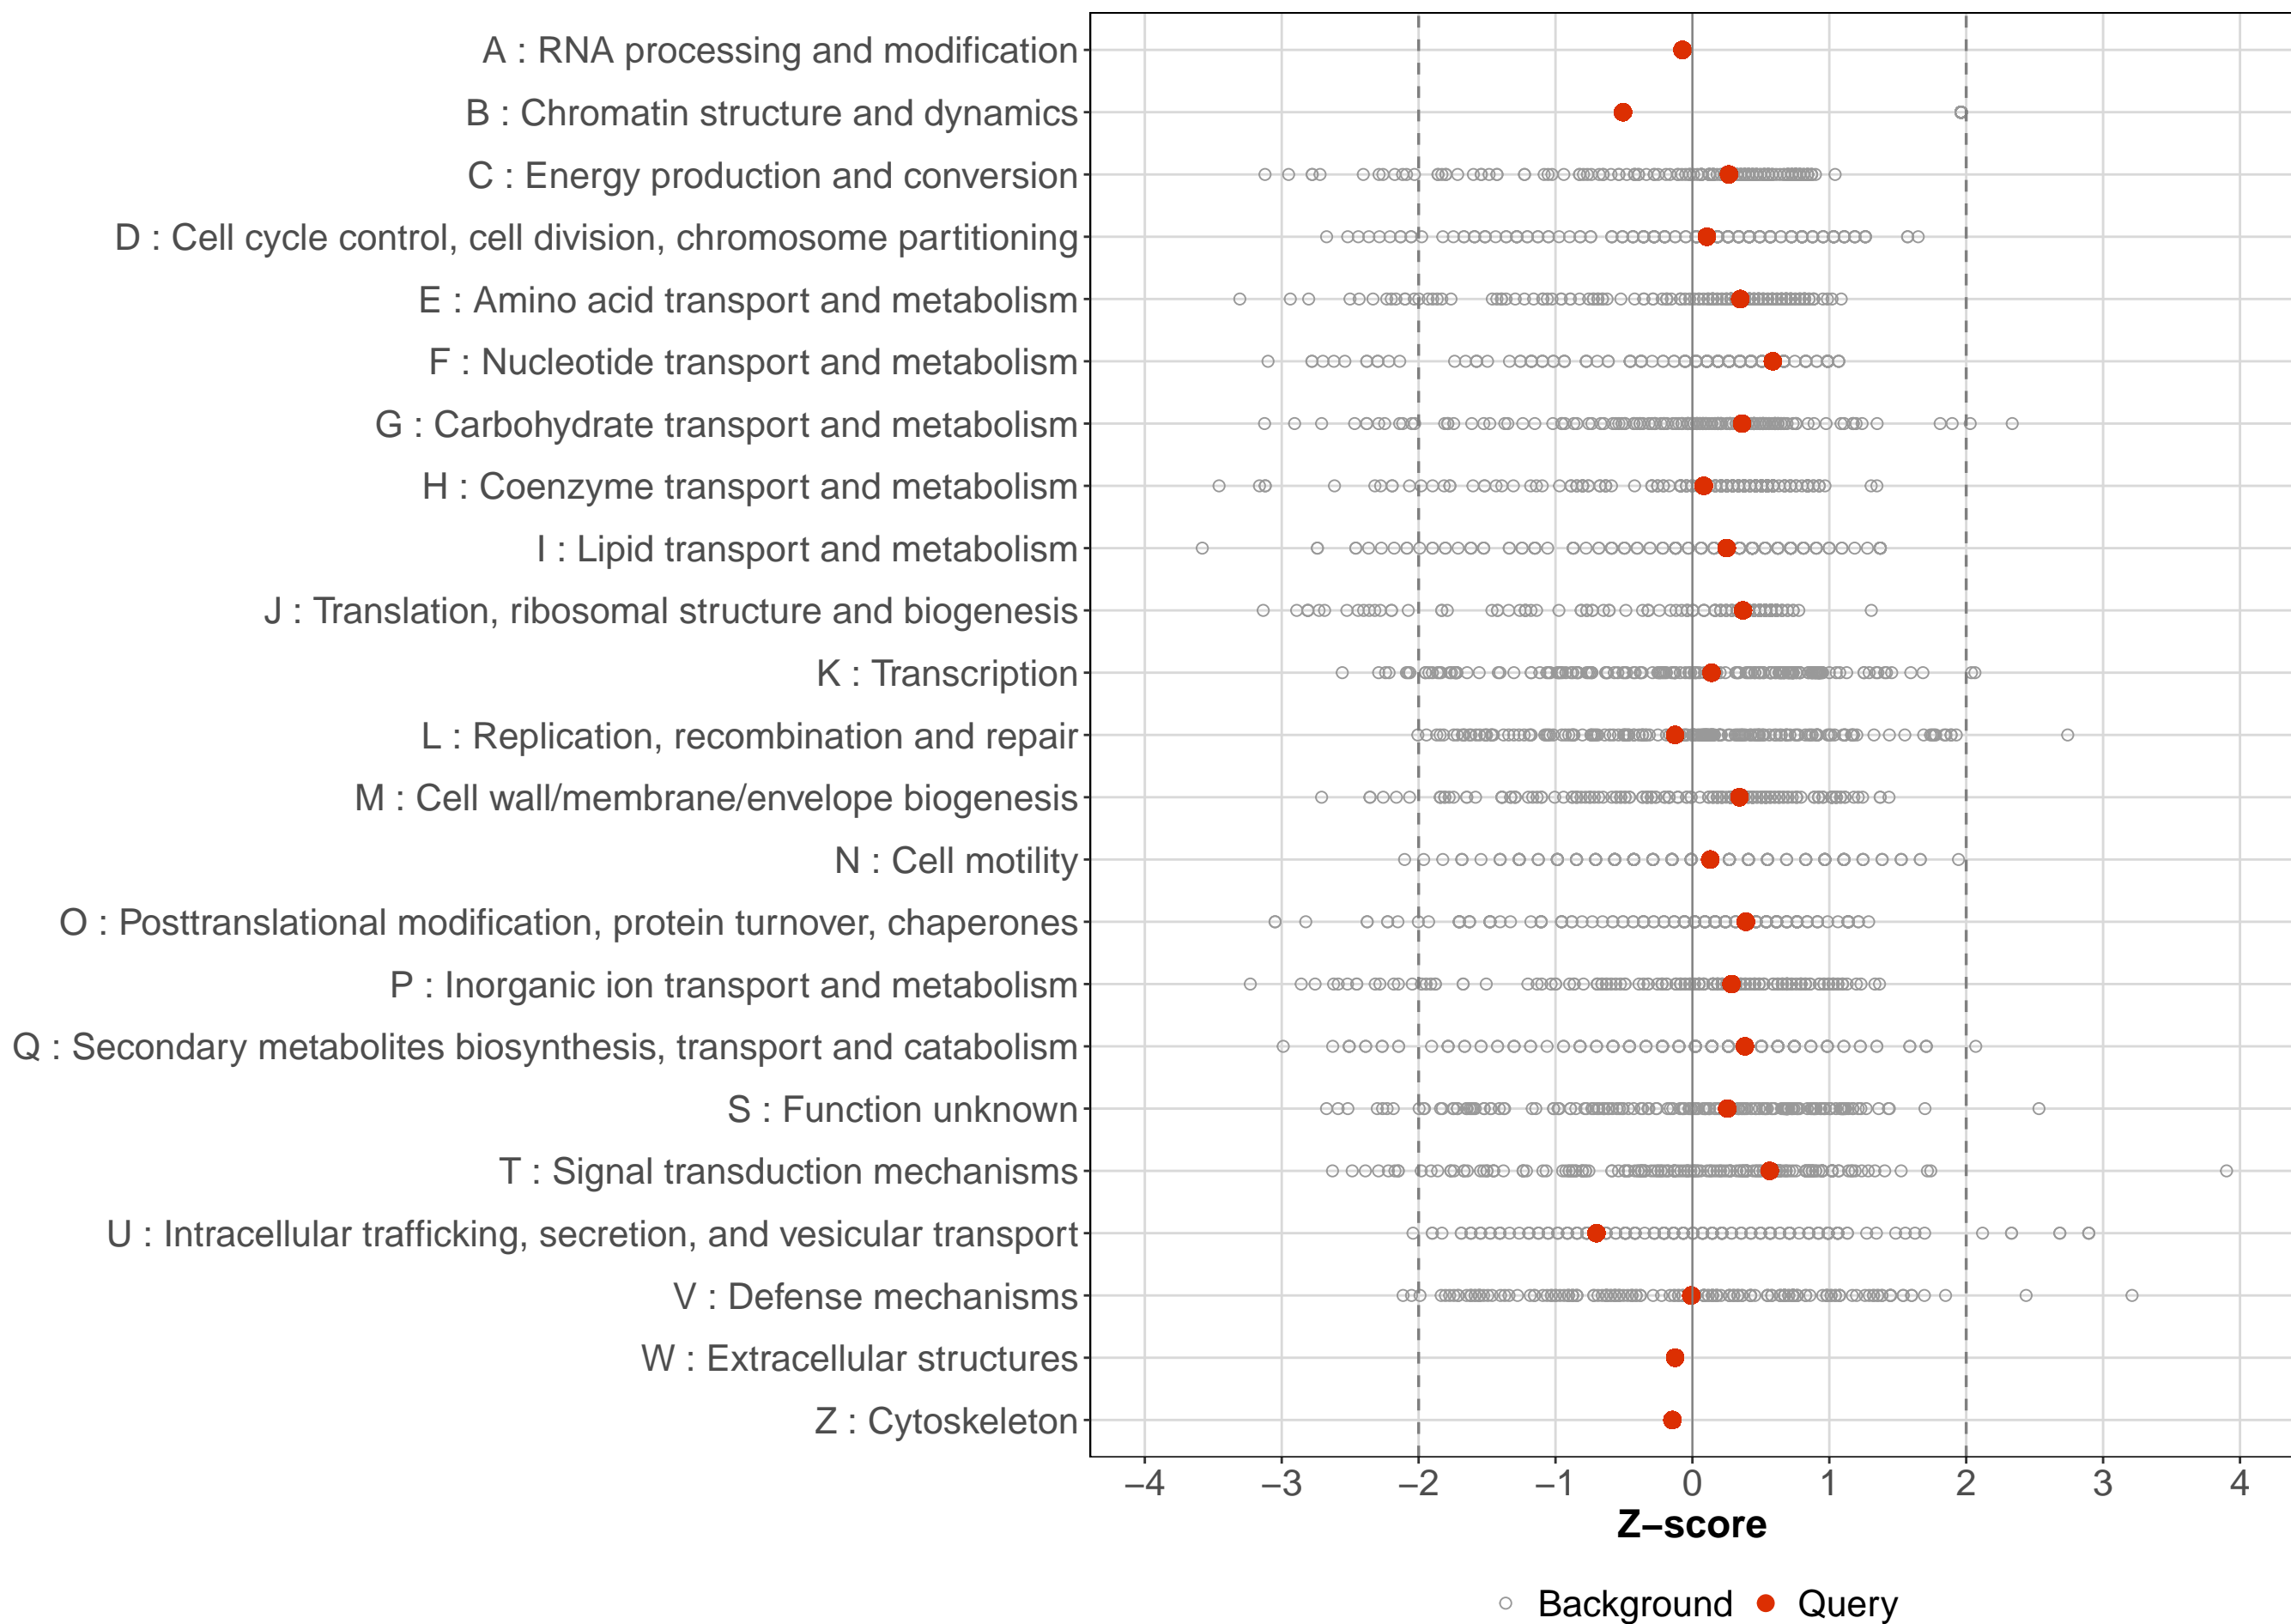 A : RNA processing and modification
B : Chromatin structure and dynamics
C : Energy production and conversion
D : Cell cycle control, cell division, chromosome partitioning
E : Amino acid transport and metabolism
F : Nucleotide transport and metabolism
G : Carbohydrate transport and metabolism
H : Coenzyme transport and metabolism
I : Lipid transport and metabolism
J : Translation, ribosomal structure and biogenesis
K : Transcription
L : Replication, recombination and repair
M : Cell wall/membrane/envelope biogenesis
N : Cell motility
O : Posttranslational modification, protein turnover, chaperones
P : Inorganic ion transport and metabolism
Q : Secondary metabolites biosynthesis, transport and catabolism
S : Function unknown
T : Signal transduction mechanisms
U : Intracellular trafficking, secretion, and vesicular transport
V : Defense mechanisms
W : Extracellular structures
Z : Cytoskeleton
−4 −3 −2 −1 0 1 2 3 4
Z−score
Background Query